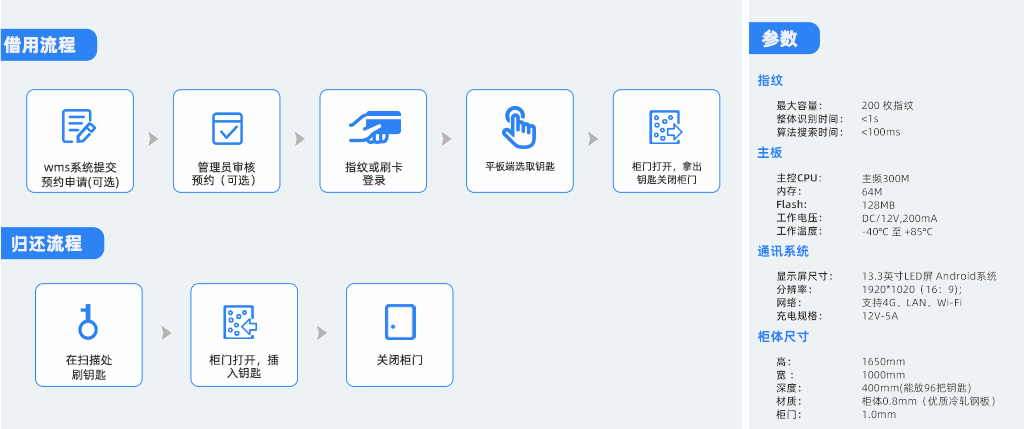 借用流程
wms系统提交
预约申请(可选)
管理员审核
预约（可选）
指纹或刷卡
登录
平板端选取钥匙
柜门打开，拿出
钥匙关闭柜门
归还流程
在扫描处
刷钥匙
柜门打开，插
入钥匙
关闭柜门
参数
指纹
最大容量： 200 枚指纹
整体识别时间： <1s
算法搜索时间： <100ms
主板
主控CPU： 主频300M
内存： 64M
Flash： 128MB
工作电压： DC/12V,200mA
工作温度： -40℃ 至 +85℃
通讯系统
显示屏尺寸： 13.3英寸LED屏 Android系统
分辨率： 1920*1020（16：9);
网络： 支持4G、LAN、Wi-Fi
充电规格： 12V-5A
柜体尺寸
高： 1650mm
宽： 1000mm
深度： 400mm(能放96把钥匙)
材质： 柜体0.8mm（优质冷轧钢板）
柜门： 1.0mm